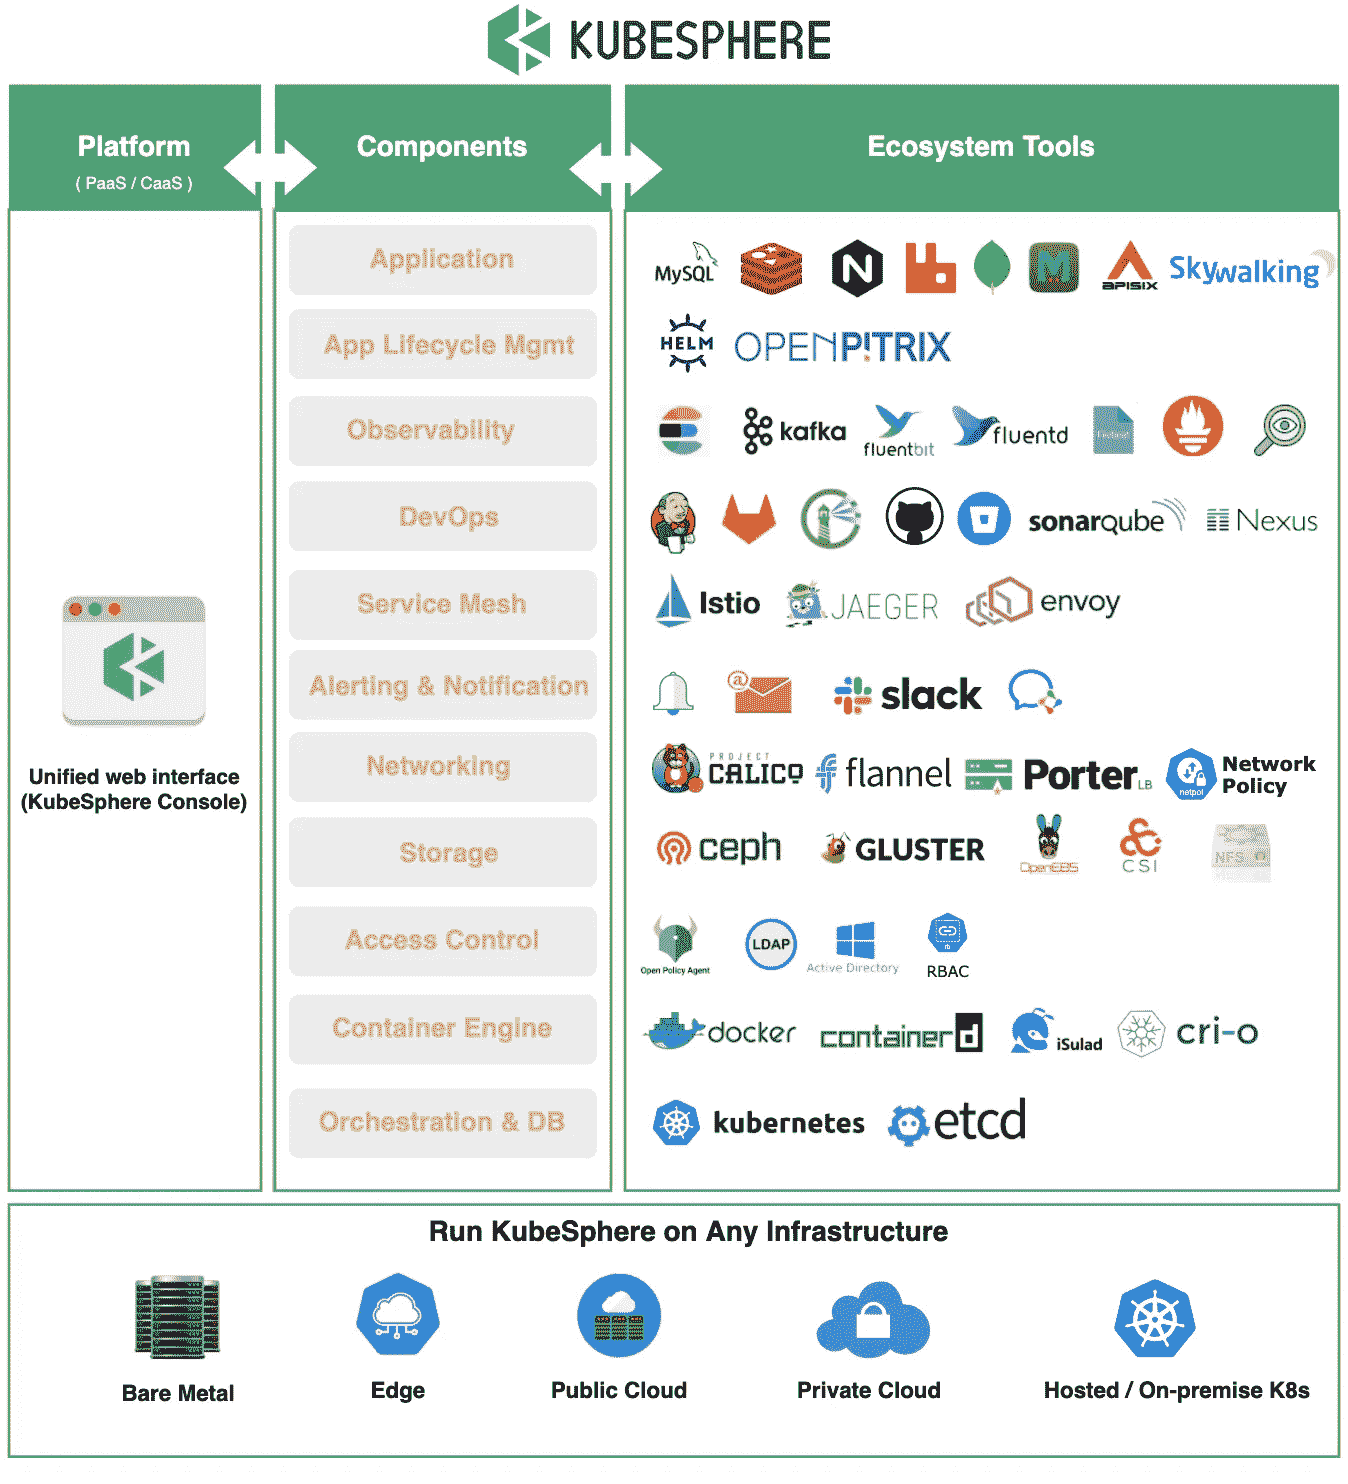 KUBESPHERE
Platform
( PaaS / CaaS )
Components
Ecosystem Tools
Application
MySQL
N
M
APISIX
Skywalking
App Lifecycle Mgmt
HELM
OPENP!TRIX
Observability
kafka
fluentbit
fluentd
DevOps
sonarqube
Nexus
Service Mesh
Istio
JAEGER
envoy
Alerting & Notification
@
slack
Networking
PROJECT
CALICO
flannel
Porter LB
netpol
Network
Policy
Storage
ceph
GLUSTER
OpenEBS
CSI
NFS
Access Control
Open Policy Agent
LDAP
Active Directory
rb
RBAC
Container Engine
docker
containerd
iSulad
cri-o
Orchestration & DB
kubernetes
etcd
Unified web interface
(KubeSphere Console)
Run KubeSphere on Any Infrastructure
Bare Metal
Edge
Public Cloud
Private Cloud
Hosted / On-premise K8s